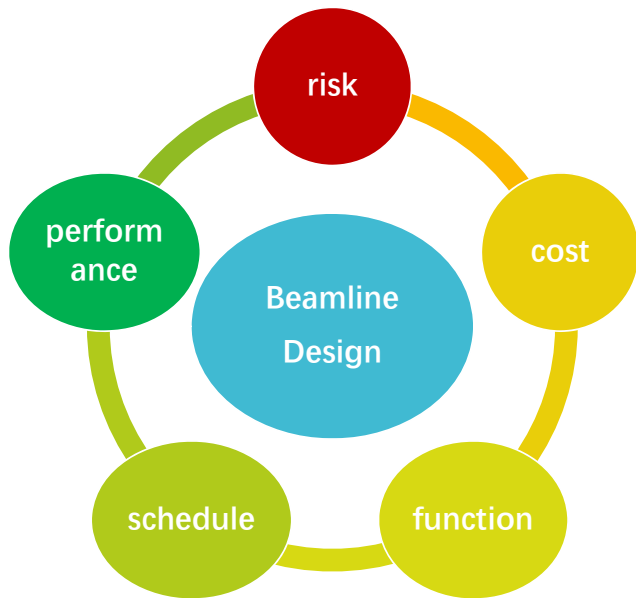 risk
cost
function
schedule
perform
ance
Beamline
Design